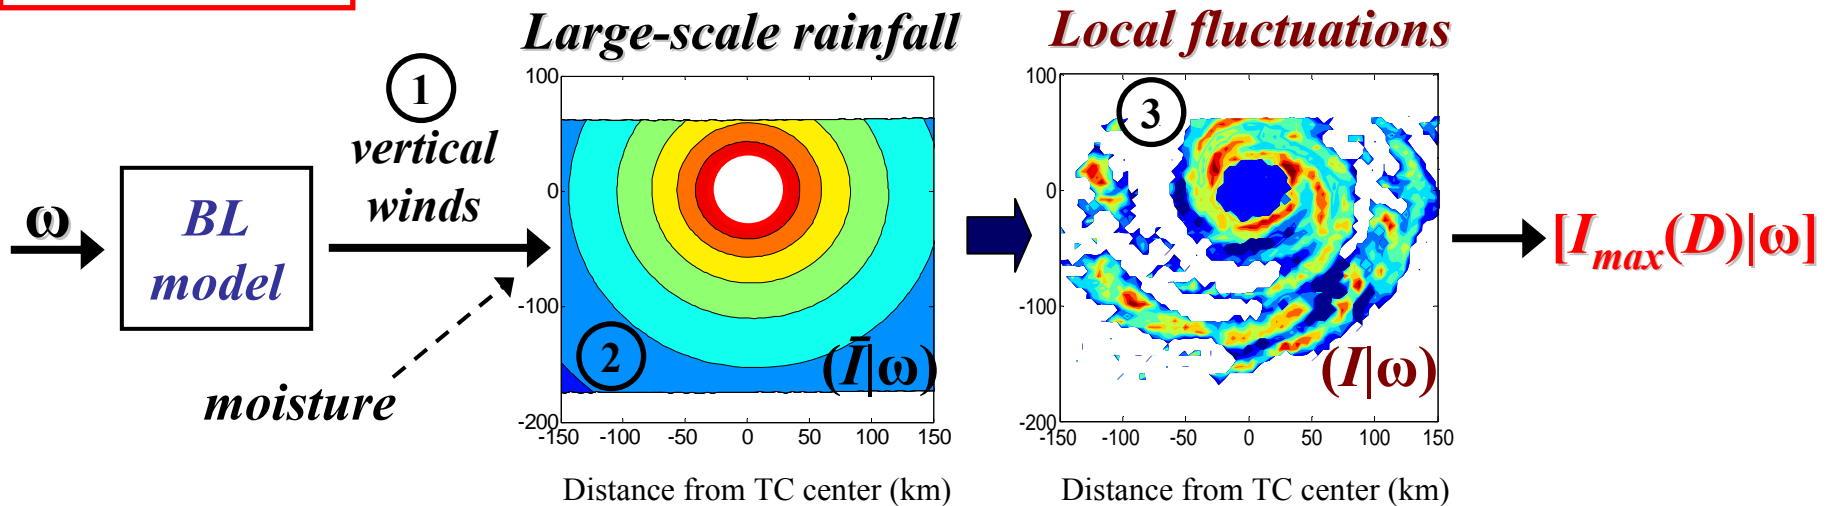 Large-scale rainfall
Local fluctuations
1
vertical
winds
ω
BL
model
moisture
100
0
-100
-200
-150 -100 -50 0 50 100 150
2
(Ī|ω)
Distance from TC center (km)
100
0
-100
-200
-150 -100 -50 0 50 100 150
3
(I|ω)
Distance from TC center (km)
[Imax(D)|ω]